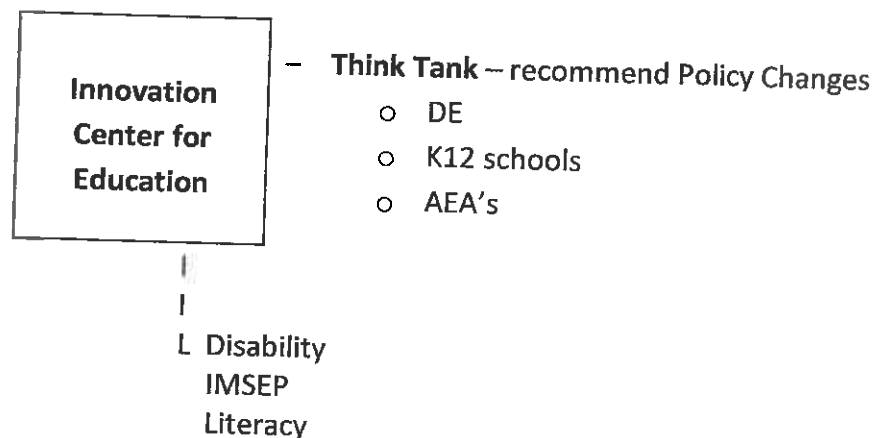 Innovation
Center for
Education
– Think Tank – recommend Policy Changes
o DE
o K12 schools
o AEA's
L Disability
IMSEP
Literacy